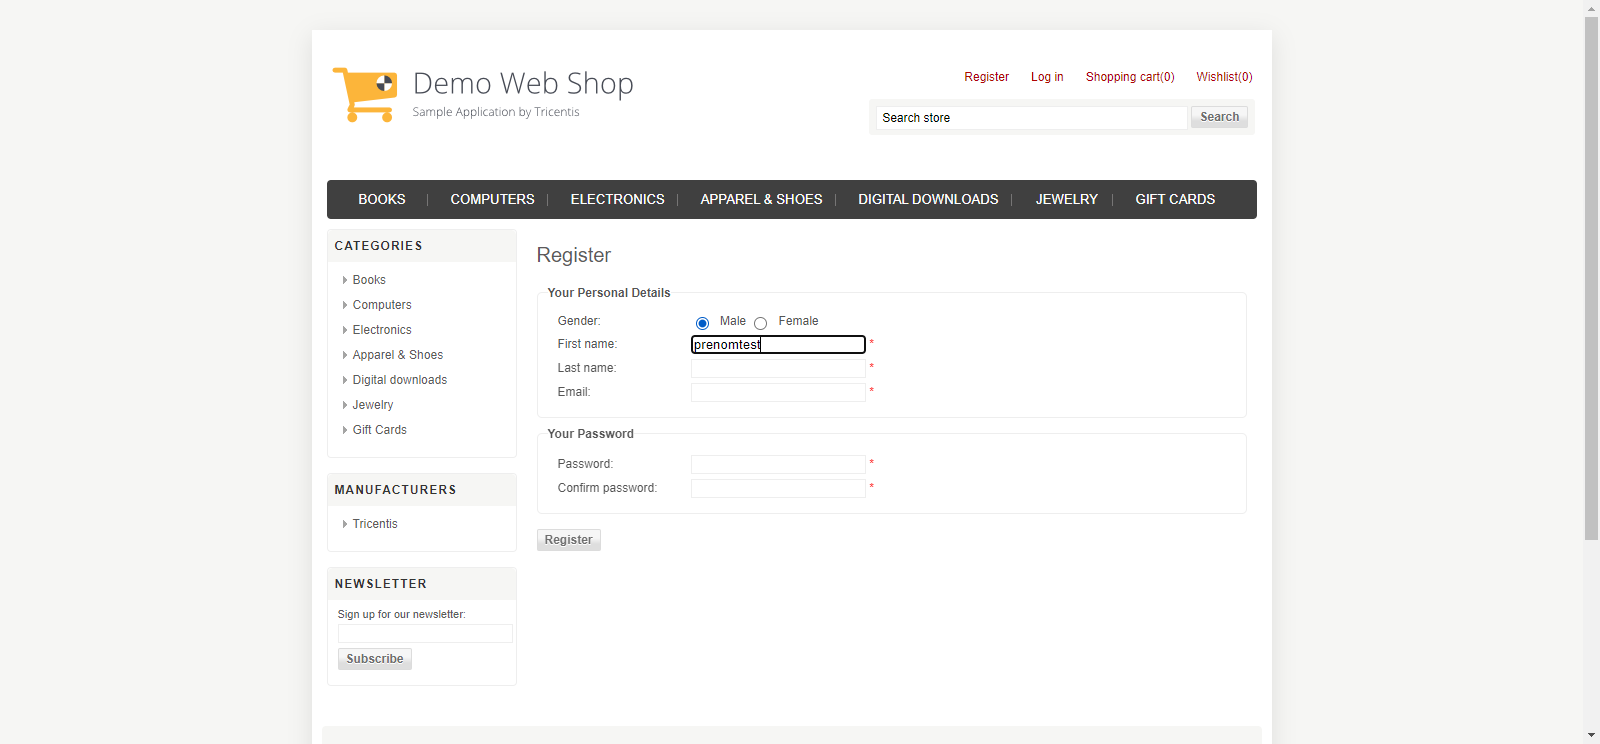 Demo Web Shop
Sample Application by Tricentis
Register Log in Shopping cart(0) Wishlist(0)
Search store Search
BOOKS COMPUTERS ELECTRONICS APPAREL & SHOES DIGITAL DOWNLOADS JEWELRY GIFT CARDS
CATEGORIES
Books
Computers
Electronics
Apparel & Shoes
Digital downloads
Jewelry
Gift Cards
MANUFACTURERS
Tricentis
NEWSLETTER
Sign up for our newsletter:
Subscribe
Register
Your Personal Details
Gender: Male Female
First name: prenomtest *
Last name: *
Email: *
Your Password
Password: *
Confirm password: *
Register